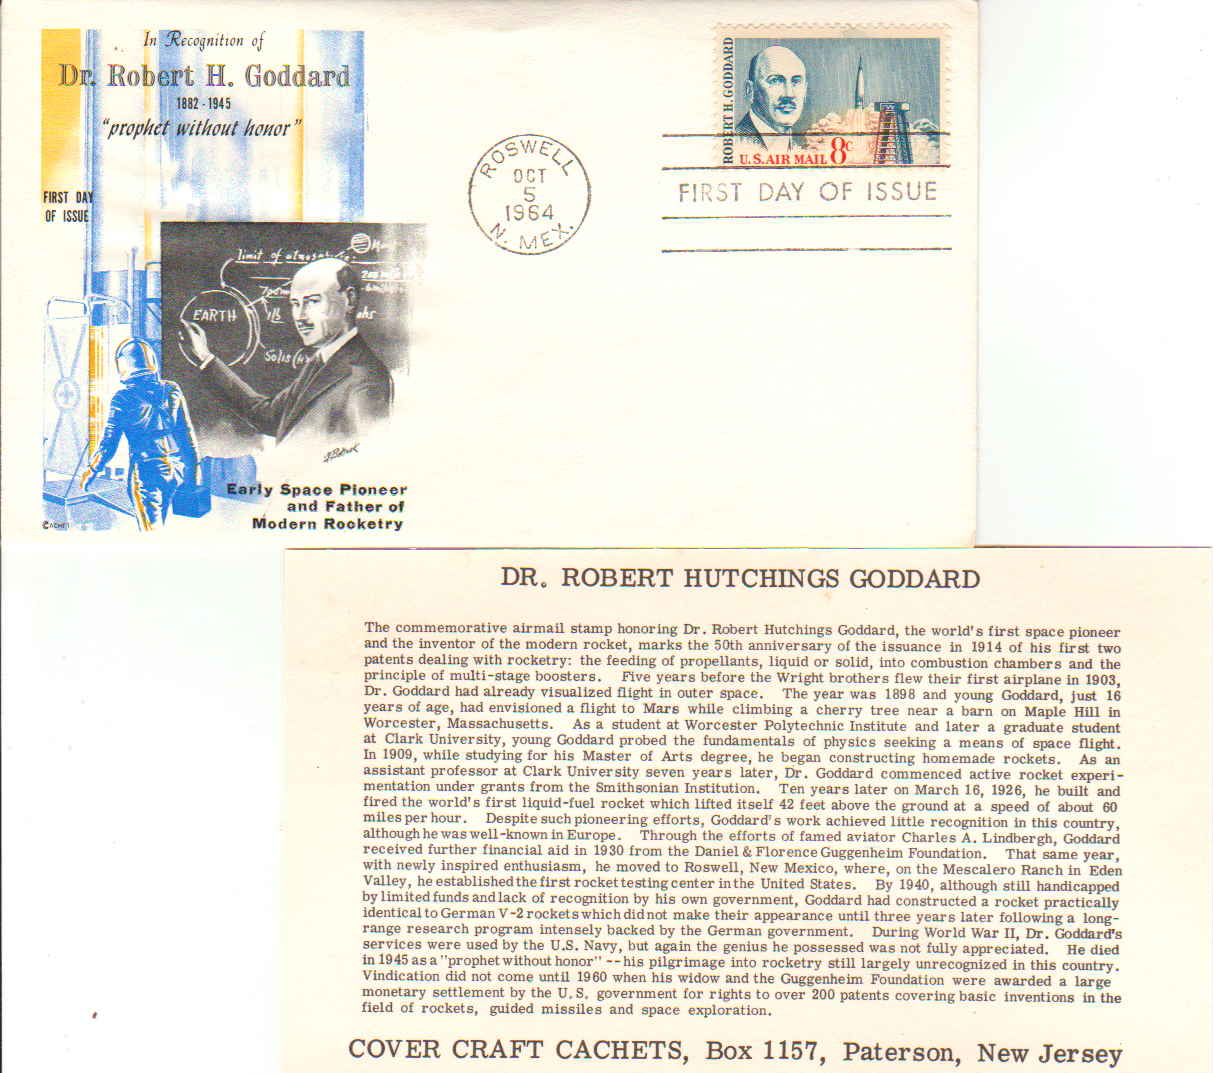 In Recognition of
Dr. Robert H. Goddard
1882 - 1945
"prophet without honor"
FIRST DAY
OF ISSUE
limit of atmosphere
EARTH
Early Space Pioneer
and Father of
Modern Rocketry
ROSWELL
OCT
5
1964
N. MEX.
ROBERT H. GODDARD
U.S. AIR MAIL 8c
FIRST DAY OF ISSUE
DR. ROBERT HUTCHINGS GODDARD
The commemorative airmail stamp honoring Dr. Robert Hutchings Goddard, the world's first space pioneer
and the inventor of the modern rocket, marks the 50th anniversary of the issuance in 1914 of his first two
patents dealing with rocketry: the feeding of propellants, liquid or solid, into combustion chambers and the
principle of multi-stage boosters. Five years before the Wright brothers flew their first airplane in 1903,
Dr. Goddard had already visualized flight in outer space. The year was 1898 and young Goddard, just 16
years of age, had envisioned a flight to Mars while climbing a cherry tree near a barn on Maple Hill in
Worcester, Massachusetts. As a student at Worcester Polytechnic Institute and later a graduate student
at Clark University, young Goddard probed the fundamentals of physics seeking a means of space flight.
In 1909, while studying for his Master of Arts degree, he began constructing homemade rockets. As an
assistant professor at Clark University seven years later, Dr. Goddard commenced active rocket experi-
mentation under grants from the Smithsonian Institution. Ten years later on March 16, 1926, he built and
fired the world's first liquid-fuel rocket which lifted itself 42 feet above the ground at a speed of about 60
miles per hour. Despite such pioneering efforts, Goddard's work achieved little recognition in this country,
although he was well-known in Europe. Through the efforts of famed aviator Charles A. Lindbergh, Goddard
received further financial aid in 1930 from the Daniel & Florence Guggenheim Foundation. That same year,
with newly inspired enthusiasm, he moved to Roswell, New Mexico, where, on the Mescalero Ranch in Eden
Valley, he established the first rocket testing center in the United States. By 1940, although still handicapped
by limited funds and lack of recognition by his own government, Goddard had constructed a rocket practically
identical to German V-2 rockets which did not make their appearance until three years later following a long-
range research program intensely backed by the German government. During World War II, Dr. Goddard's
services were used by the U.S. Navy, but again the genius he possessed was not fully appreciated. He died
in 1945 as a "prophet without honor" -- his pilgrimage into rocketry still largely unrecognized in this country.
Vindication did not come until 1960 when his widow and the Guggenheim Foundation were awarded a large
monetary settlement by the U.S. government for rights to over 200 patents covering basic inventions in the
field of rockets, guided missiles and space exploration.
COVER CRAFT CACHETS, Box 1157, Paterson, New Jersey